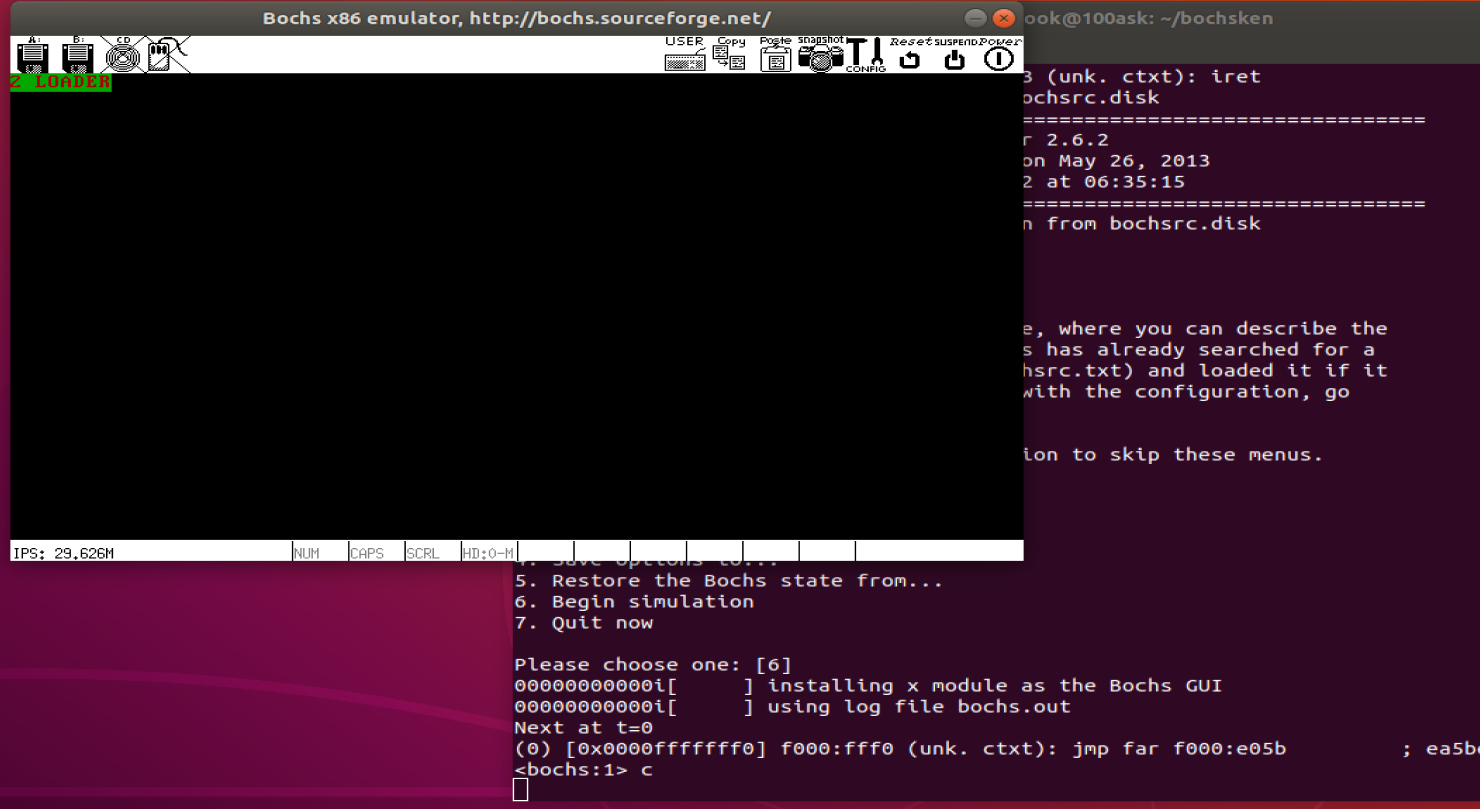 Bochs x86 emulator, http://bochs.sourceforge.net/
ook@100ask: ~/bochsken
A: B: CD USER Copy Paste snapshot CONFIG Reset SUSPEND Power
2 LOADER
3 (unk. ctxt): iret
ochsrc.disk
================================
r 2.6.2
on May 26, 2013
2 at 06:35:15
================================
n from bochsrc.disk
e, where you can describe the
s has already searched for a
hsrc.txt) and loaded it if it
with the configuration, go
ion to skip these menus.
IPS: 29.626M NUM CAPS SCRL HD:0-M
4. Save options to...
5. Restore the Bochs state from...
6. Begin simulation
7. Quit now
Please choose one: [6]
00000000000i[      ] installing x module as the Bochs GUI
00000000000i[      ] using log file bochs.out
Next at t=0
(0) [0x0000fffffff0] f000:fff0 (unk. ctxt): jmp far f000:e05b         ; ea5be
<bochs:1> c